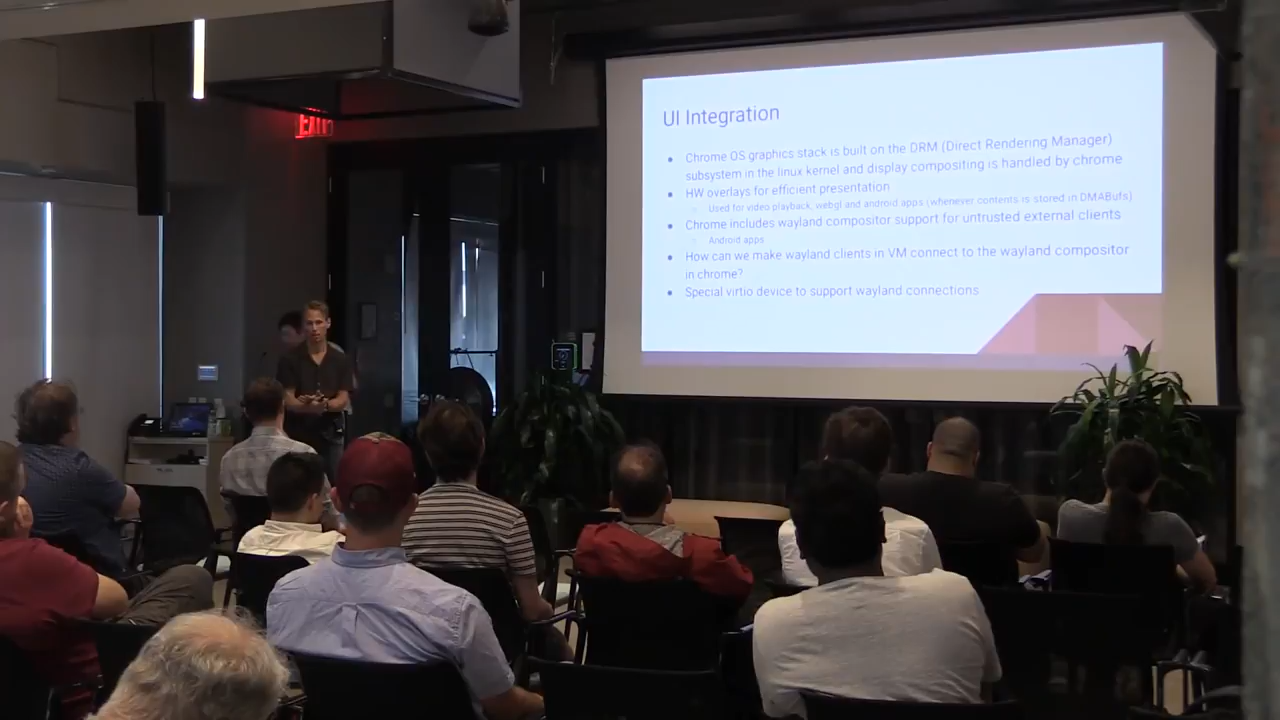 EXIT
UI Integration
Chrome OS graphics stack is built on the DRM (Direct Rendering Manager)
subsystem in the linux kernel and display compositing is handled by chrome
HW overlays for efficient presentation
Used for video playback, webgl and android apps (whenever contents is stored in DMABufs)
Chrome includes wayland compositor support for untrusted external clients
Android apps
How can we make wayland clients in VM connect to the wayland compositor
in chrome?
Special virtio device to support wayland connections